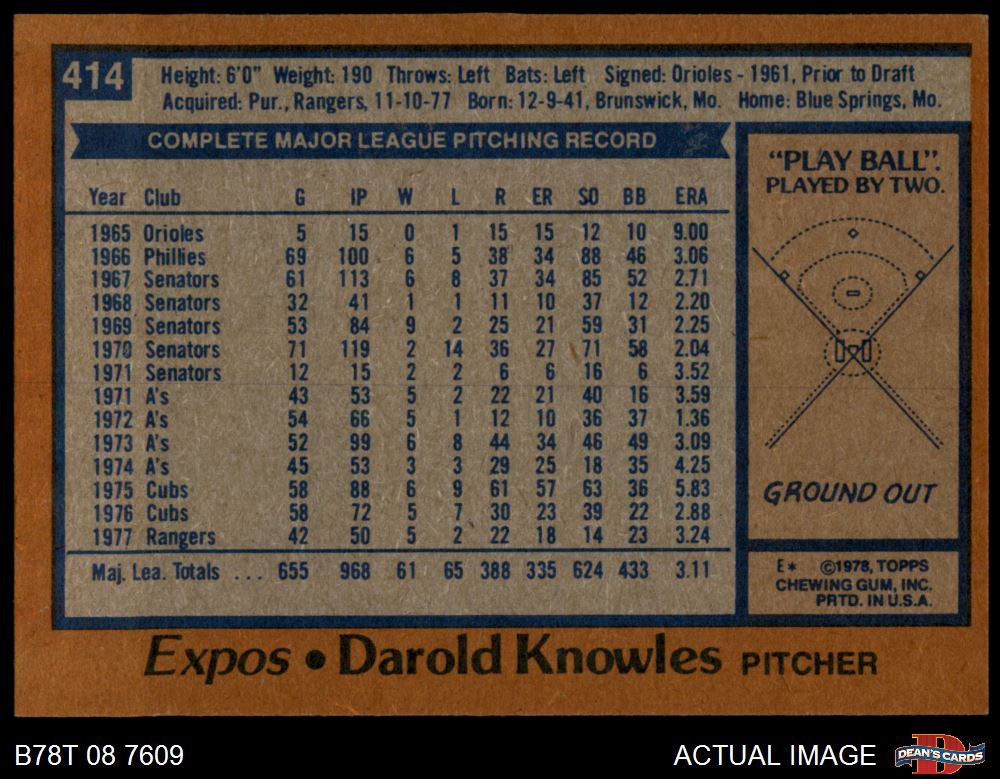 414
Height: 6'0" Weight: 190 Throws: Left Bats: Left Signed: Orioles - 1961, Prior to Draft
Acquired: Pur., Rangers, 11-10-77 Born: 12-9-41, Brunswick, Mo. Home: Blue Springs, Mo.
COMPLETE MAJOR LEAGUE PITCHING RECORD
Year Club G IP W L R ER SO BB ERA
1965 Orioles 5 15 0 1 15 15 12 10 9.00
1966 Phillies 69 100 6 5 38 34 88 46 3.06
1967 Senators 61 113 6 8 37 34 85 52 2.71
1968 Senators 32 41 1 1 11 10 37 12 2.20
1969 Senators 53 84 9 2 25 21 59 31 2.25
1970 Senators 71 119 2 14 36 27 71 58 2.04
1971 Senators 12 15 2 2 6 6 16 6 3.52
1971 A's 43 53 5 2 22 21 40 16 3.59
1972 A's 54 66 5 1 12 10 36 37 1.36
1973 A's 52 99 6 8 44 34 46 49 3.09
1974 A's 45 53 3 3 29 25 18 35 4.25
1975 Cubs 58 88 6 9 61 57 63 36 5.83
1976 Cubs 58 72 5 7 30 23 39 22 2.88
1977 Rangers 42 50 5 2 22 18 14 23 3.24
Maj. Lea. Totals ... 655 968 61 65 388 335 624 433 3.11
"PLAY BALL".
PLAYED BY TWO.
GROUND OUT
E* ©1978, TOPPS
CHEWING GUM, INC.
PRTD. IN U.S.A.
Expos • Darold Knowles PITCHER
B78T 08 7609
ACTUAL IMAGE
DEAN'S CARDS